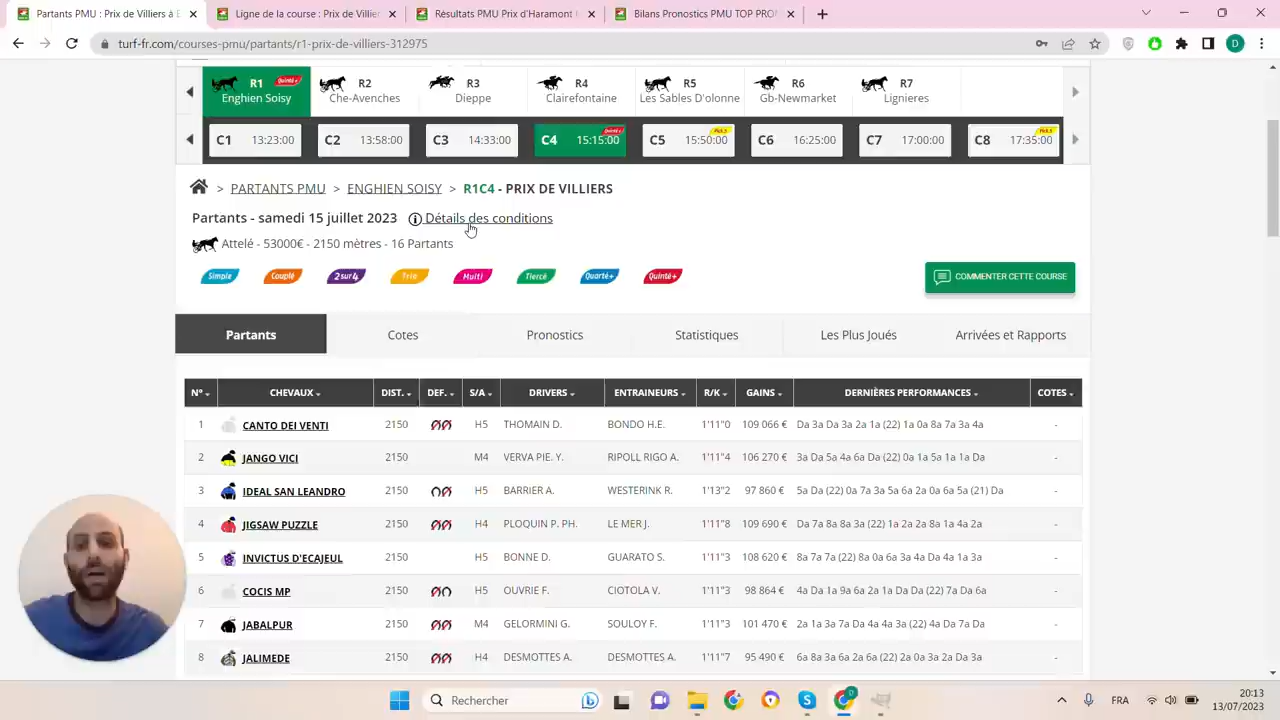 Partants PMU : Prix de Villiers à E
Ligne de Course - Prix de Villier
Résultats PMU Prix d'Haramont E
Bilans Pronostics PMU TOP PRO
turf-fr.com/courses-pmu/partants/r1-prix-de-villiers-312975
D
R1 Quinté+ R2 R3 R4 R5 R6 R7
Enghien Soisy Che-Avenches Dieppe Clairefontaine Les Sables D'olonne Gb-Newmarket Lignieres
C1 13:23:00 C2 13:58:00 C3 14:33:00 C4 15:15:00 Quinté+ C5 15:50:00 Pick 5 C6 16:25:00 C7 17:00:00 C8 17:35:00 Pick 5
> PARTANTS PMU > ENGHIEN SOISY > R1C4 - PRIX DE VILLIERS
Partants - samedi 15 juillet 2023 Détails des conditions
Attelé - 53000€ - 2150 mètres - 16 Partants
Simple Couplé 2sur4 Trio Multi Tiercé Quarté+ Quinté+
COMMENTER CETTE COURSE
Partants Cotes Pronostics Statistiques Les Plus Joués Arrivées et Rapports
N° CHEVAUX DIST. DEF. S/A DRIVERS ENTRAINEURS R/K GAINS DERNIÈRES PERFORMANCES COTES
1 CANTO DEI VENTI 2150 H5 THOMAIN D. BONDO H.E. 1'11"0 109 066 € Da 3a Da 3a 2a 1a (22) 1a 0a 8a 7a 3a 4a -
2 JANGO VICI 2150 M4 VERVA PIE. Y. RIPOLL RIGO A. 1'11"4 106 270 € 3a Da 5a 4a 6a Da (22) 0a 1a 5a 1a 1a Da -
3 IDEAL SAN LEANDRO 2150 H5 BARRIER A. WESTERINK R. 1'13"2 97 860 € 5a Da (22) 0a 7a 3a 5a 6a 2a 0a 6a 5a (21) Da -
4 JIGSAW PUZZLE 2150 H4 PLOQUIN P. PH. LE MER J. 1'11"8 109 690 € Da 7a 8a 8a 3a (22) 1a 2a 2a 8a 1a 4a 2a -
5 INVICTUS D'ECAJEUL 2150 H5 BONNE D. GUARATO S. 1'11"3 108 620 € 8a 7a 7a (22) 8a 0a 6a 3a 4a Da 4a 1a 3a -
6 COCIS MP 2150 H5 OUVRIE F. CIOTOLA V. 1'11"3 98 864 € 4a Da 1a 9a 6a 2a 1a Da Da (22) 7a Da 6a -
7 JABALPUR 2150 M4 GELORMINI G. SOULOY F. 1'11"3 101 470 € 2a 1a 3a 7a Da 4a 4a 3a (22) 4a Da 7a Da -
8 JALIMEDE 2150 H4 DESMOTTES A. DESMOTTES A. 1'11"7 95 490 € 6a 8a 3a 6a 2a 6a (22) 2a 0a 3a 2a Da 3a -
Rechercher
FRA
20:13
13/07/2023